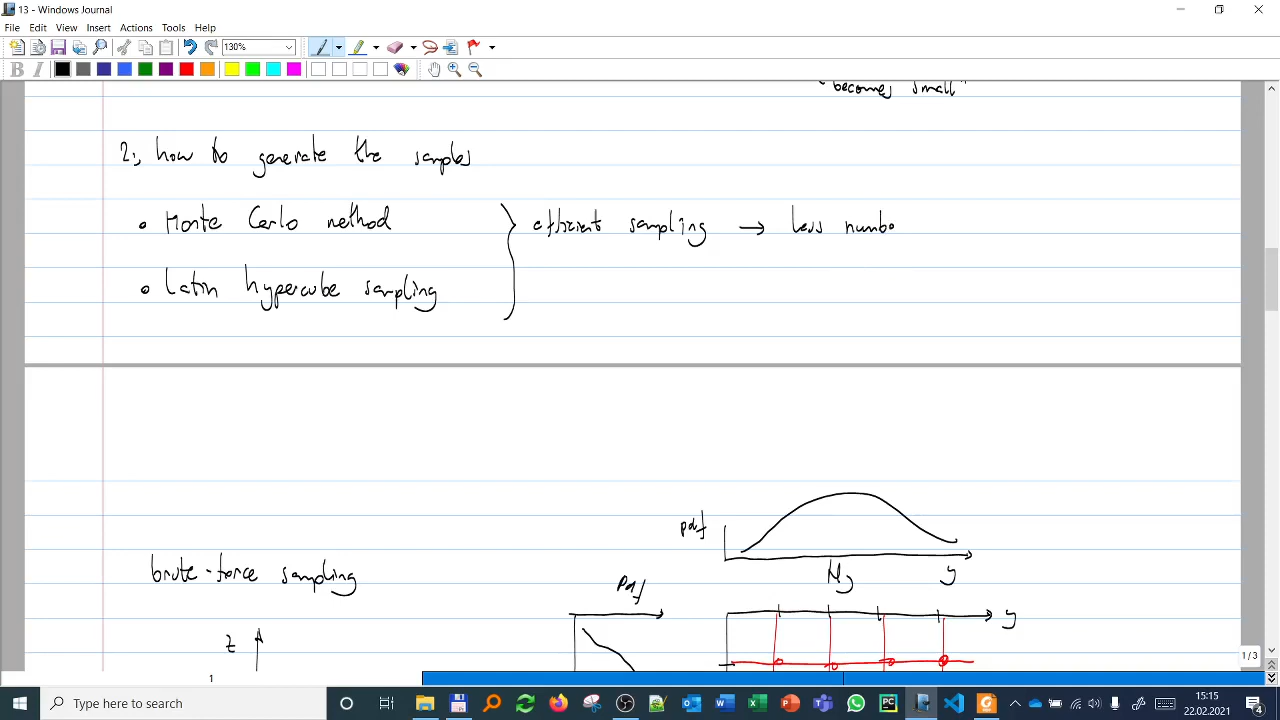 13 - Windows Journal
File Edit View Insert Actions Tools Help
130%
B I
"becomes small"
2, how to generate the samples
• Monte Carlo method
efficient sampling → less numbe
• Latin hypercube sampling
pdf
brute-force sampling
Ny
y
pdf
y
z
1 / 3
1
Type here to search
15:15
22.02.2021